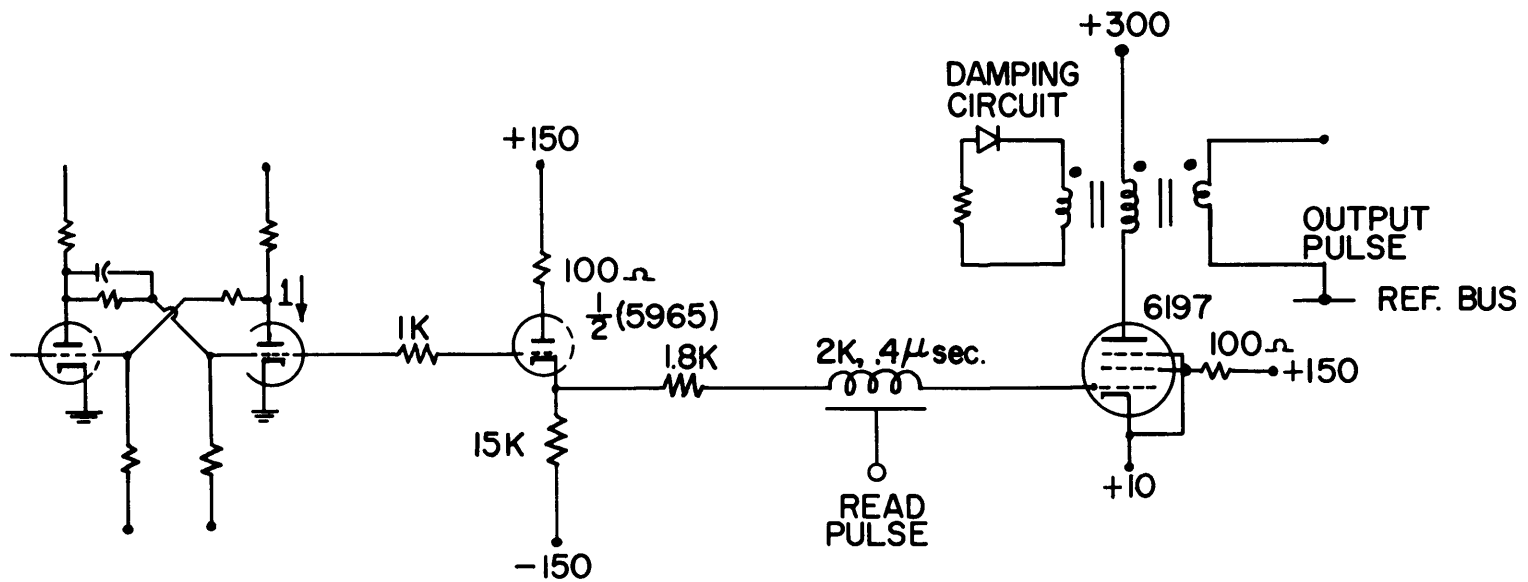 +300
DAMPING
CIRCUIT
+150
100Ω
½(5965)
1
1K
1.8K
2K, .4μsec.
15K
-150
READ
PULSE
OUTPUT
PULSE
REF. BUS
6197
100Ω
+150
+10